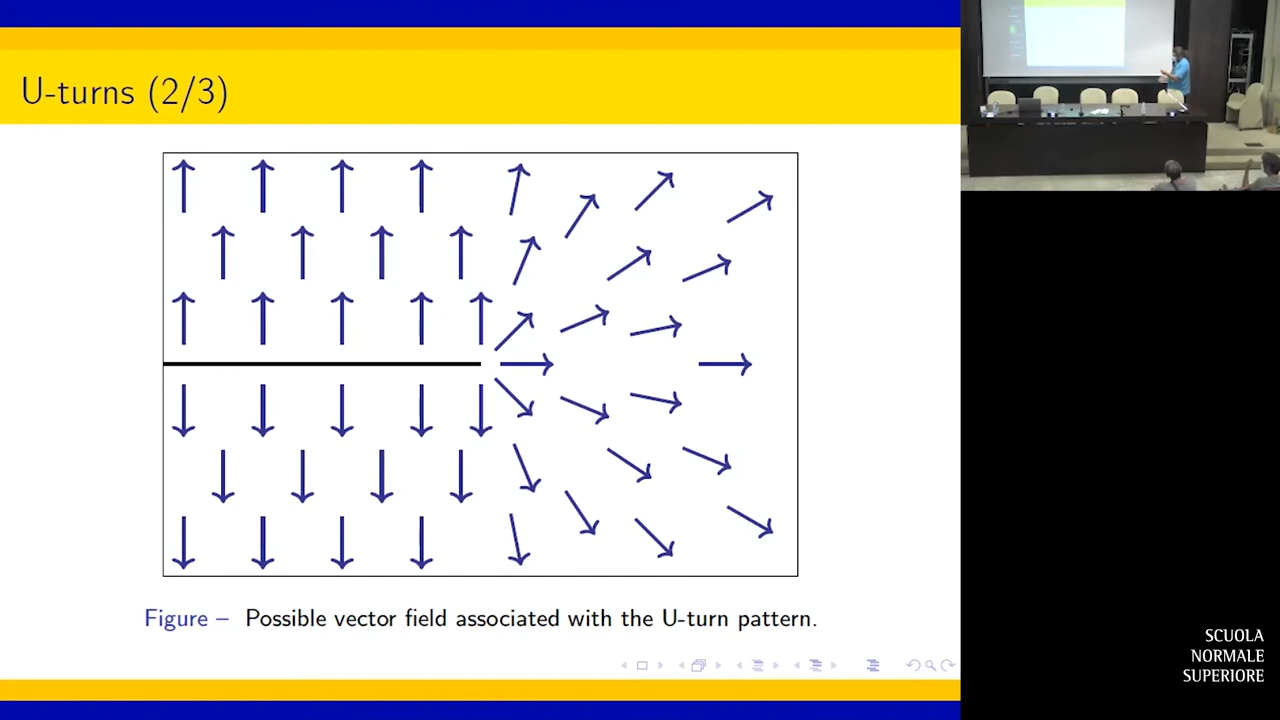 U-turns (2/3)
Figure – Possible vector field associated with the U-turn pattern.
SCUOLA
NORMALE
SUPERIORE